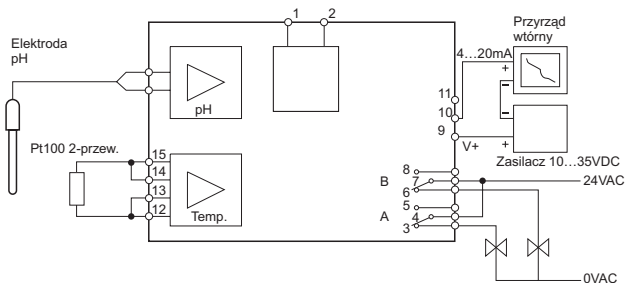 1 2
Przyrząd
wtórny
Elektroda
pH
4...20mA
+
pH
11
10
9
V+
+
Zasilacz 10...35VDC
Pt100 2-przew.
15
14
13
12
Temp.
8
B 7
6
24VAC
5
A 4
3
0VAC